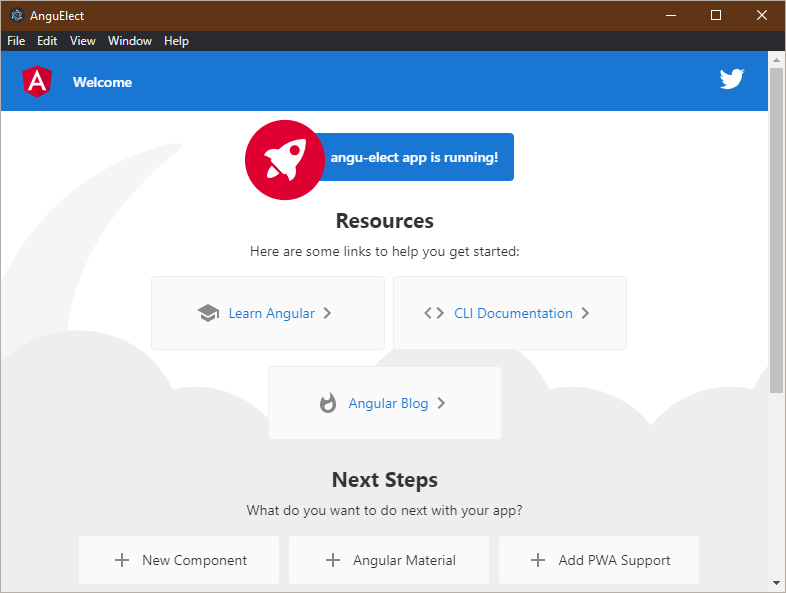 AnguElect
File Edit View Window Help
A Welcome
angu-elect app is running!
Resources
Here are some links to help you get started:
Learn Angular CLI Documentation
Angular Blog
Next Steps
What do you want to do next with your app?
New Component Angular Material Add PWA Support